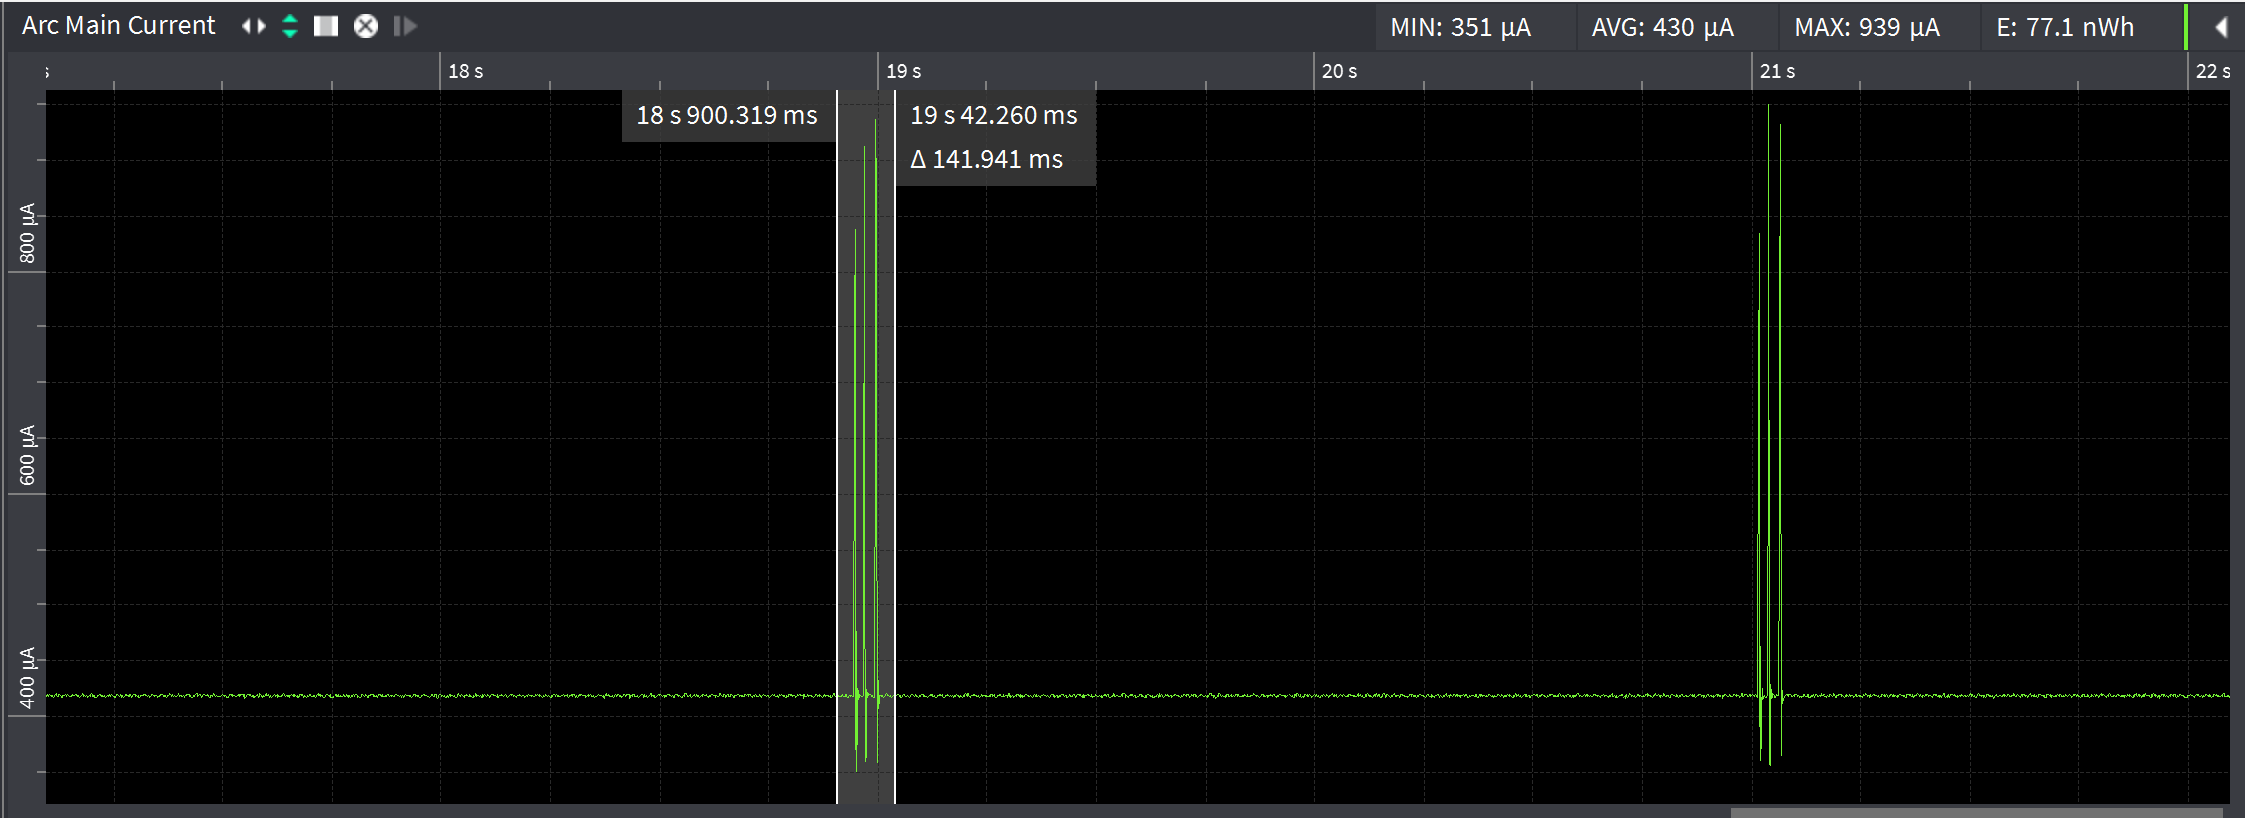 Arc Main Current
MIN: 351 µA
AVG: 430 µA
MAX: 939 µA
E: 77.1 nWh
s
18 s
19 s
20 s
21 s
22 s
18 s 900.319 ms
19 s 42.260 ms
Δ 141.941 ms
800 µA
600 µA
400 µA